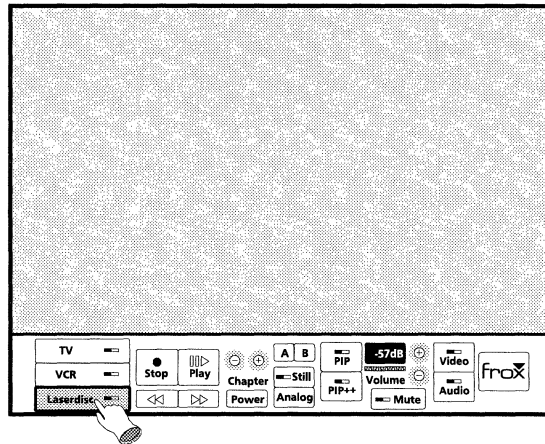 TV
VCR
Laserdisc
Stop
Play
Chapter
Power
A B
Still
Analog
PIP
PIP++
-57dB
Volume
Mute
Video
Audio
frox